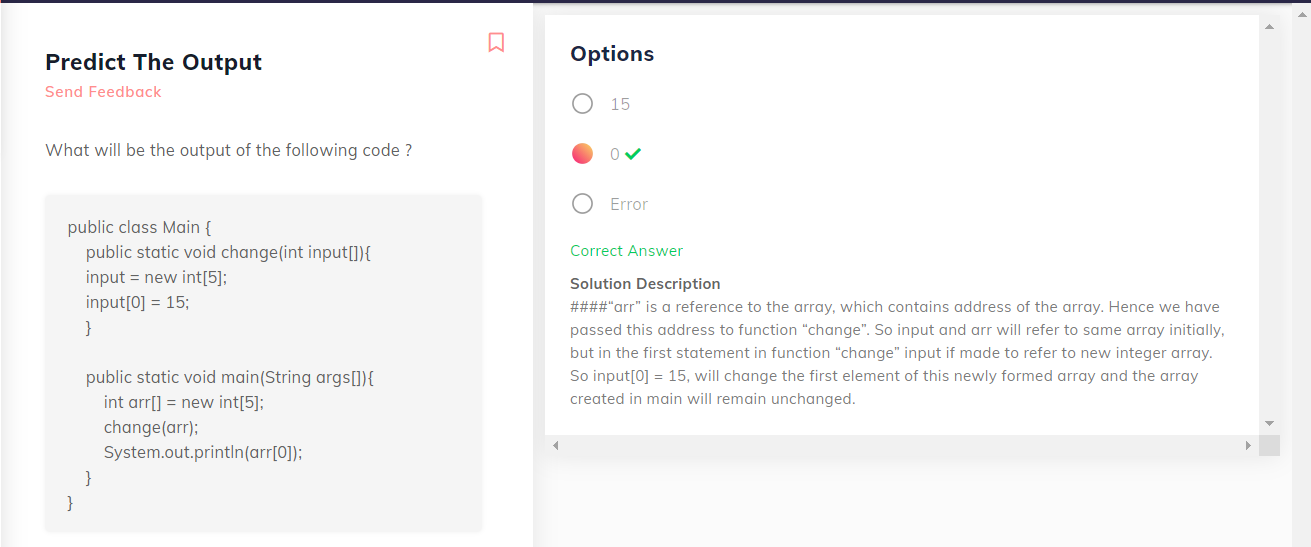 Predict The Output
Send Feedback
What will be the output of the following code ?
public class Main {
public static void change(int input[]){
input = new int[5];
input[0] = 15;
}
public static void main(String args[]){
int arr[] = new int[5];
change(arr);
System.out.println(arr[0]);
}
}
Options
15
0
Error
Correct Answer
Solution Description
####“arr” is a reference to the array, which contains address of the array. Hence we have
passed this address to function “change”. So input and arr will refer to same array initially,
but in the first statement in function “change” input if made to refer to new integer array.
So input[0] = 15, will change the first element of this newly formed array and the array
created in main will remain unchanged.